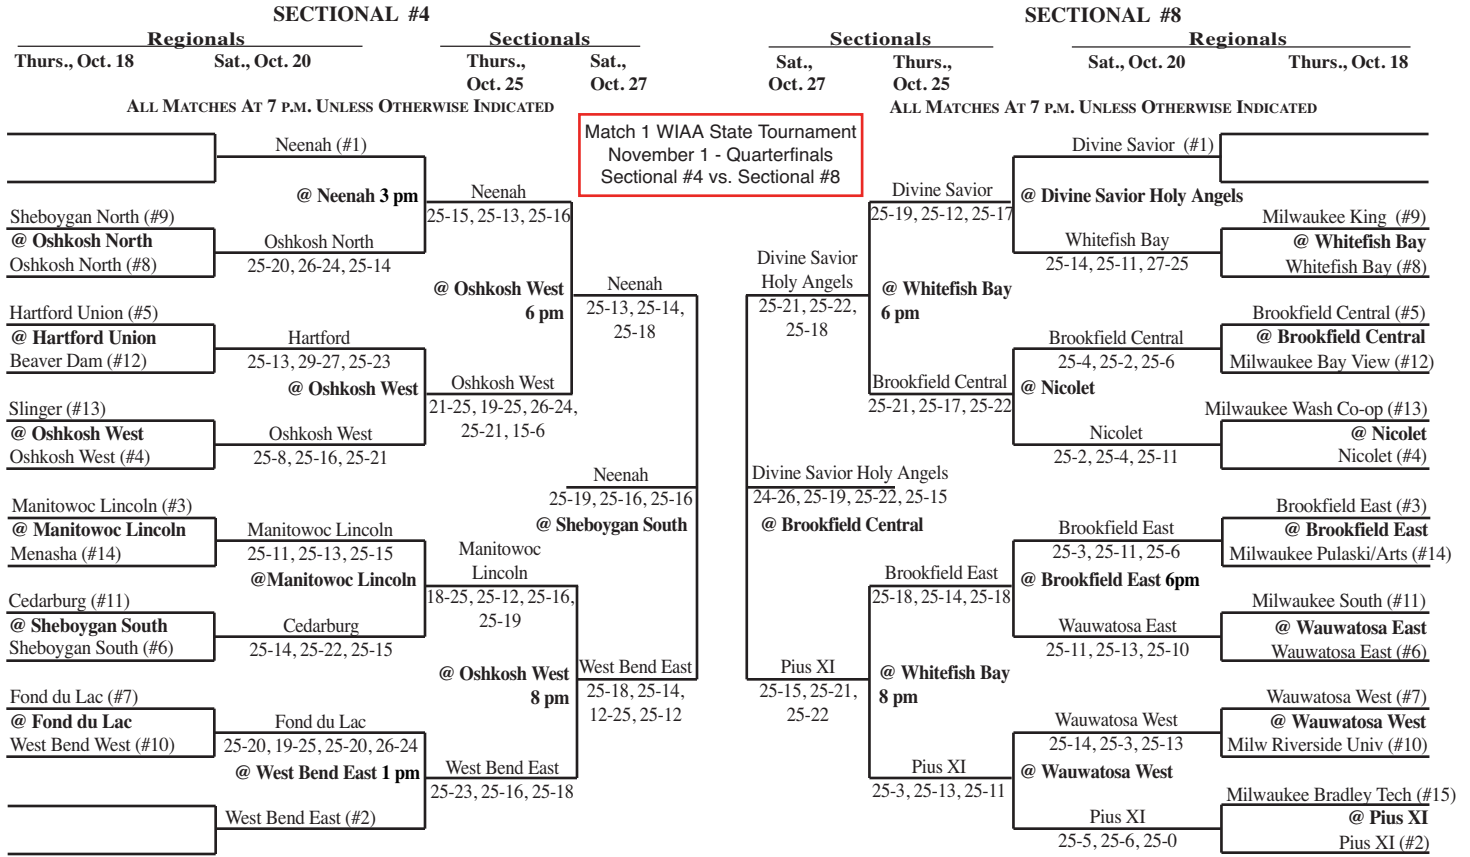 SECTIONAL #4
Regionals
Sectionals
Thurs., Oct. 18
Sat., Oct. 20
Thurs.,
Oct. 25
Sat.,
Oct. 27
ALL MATCHES AT 7 P.M. UNLESS OTHERWISE INDICATED
Sheboygan North (#9)
@ Oshkosh North
Oshkosh North (#8)
Hartford Union (#5)
@ Hartford Union
Beaver Dam (#12)
Slinger (#13)
@ Oshkosh West
Oshkosh West (#4)
Manitowoc Lincoln (#3)
@ Manitowoc Lincoln
Menasha (#14)
Cedarburg (#11)
@ Sheboygan South
Sheboygan South (#6)
Fond du Lac (#7)
@ Fond du Lac
West Bend West (#10)
Neenah (#1)
@ Neenah 3 pm
Oshkosh North
25-20, 26-24, 25-14
Hartford
25-13, 29-27, 25-23
@ Oshkosh West
Oshkosh West
25-8, 25-16, 25-21
Manitowoc Lincoln
25-11, 25-13, 25-15
@Manitowoc Lincoln
Cedarburg
25-14, 25-22, 25-15
Fond du Lac
25-20, 19-25, 25-20, 26-24
@ West Bend East 1 pm
West Bend East (#2)
Neenah
25-15, 25-13, 25-16
@ Oshkosh West
6 pm
Oshkosh West
21-25, 19-25, 26-24,
25-21, 15-6
Manitowoc
Lincoln
18-25, 25-12, 25-16,
25-19
@ Oshkosh West
8 pm
West Bend East
25-23, 25-16, 25-18
Neenah
25-13, 25-14,
25-18
Neenah
25-19, 25-16, 25-16
@ Sheboygan South
West Bend East
25-18, 25-14,
12-25, 25-12
Match 1 WIAA State Tournament
November 1 - Quarterfinals
Sectional #4 vs. Sectional #8
SECTIONAL #8
Sectionals
Regionals
Sat.,
Oct. 27
Thurs.,
Oct. 25
Sat., Oct. 20
Thurs., Oct. 18
ALL MATCHES AT 7 P.M. UNLESS OTHERWISE INDICATED
Divine Savior
Holy Angels
25-21, 25-22,
25-18
Divine Savior Holy Angels
24-26, 25-19, 25-22, 25-15
@ Brookfield Central
Pius XI
25-15, 25-21,
25-22
Divine Savior
25-19, 25-12, 25-17
@ Whitefish Bay
6 pm
Brookfield Central
25-21, 25-17, 25-22
Brookfield East
25-18, 25-14, 25-18
@ Whitefish Bay
8 pm
Pius XI
25-3, 25-13, 25-11
Divine Savior (#1)
@ Divine Savior Holy Angels
Whitefish Bay
25-14, 25-11, 27-25
Brookfield Central
25-4, 25-2, 25-6
@ Nicolet
Nicolet
25-2, 25-4, 25-11
Brookfield East
25-3, 25-11, 25-6
@ Brookfield East 6pm
Wauwatosa East
25-11, 25-13, 25-10
Wauwatosa West
25-14, 25-3, 25-13
@ Wauwatosa West
Pius XI
25-5, 25-6, 25-0
Milwaukee King (#9)
@ Whitefish Bay
Whitefish Bay (#8)
Brookfield Central (#5)
@ Brookfield Central
Milwaukee Bay View (#12)
Milwaukee Wash Co-op (#13)
@ Nicolet
Nicolet (#4)
Brookfield East (#3)
@ Brookfield East
Milwaukee Pulaski/Arts (#14)
Milwaukee South (#11)
@ Wauwatosa East
Wauwatosa East (#6)
Wauwatosa West (#7)
@ Wauwatosa West
Milw Riverside Univ (#10)
Milwaukee Bradley Tech (#15)
@ Pius XI
Pius XI (#2)